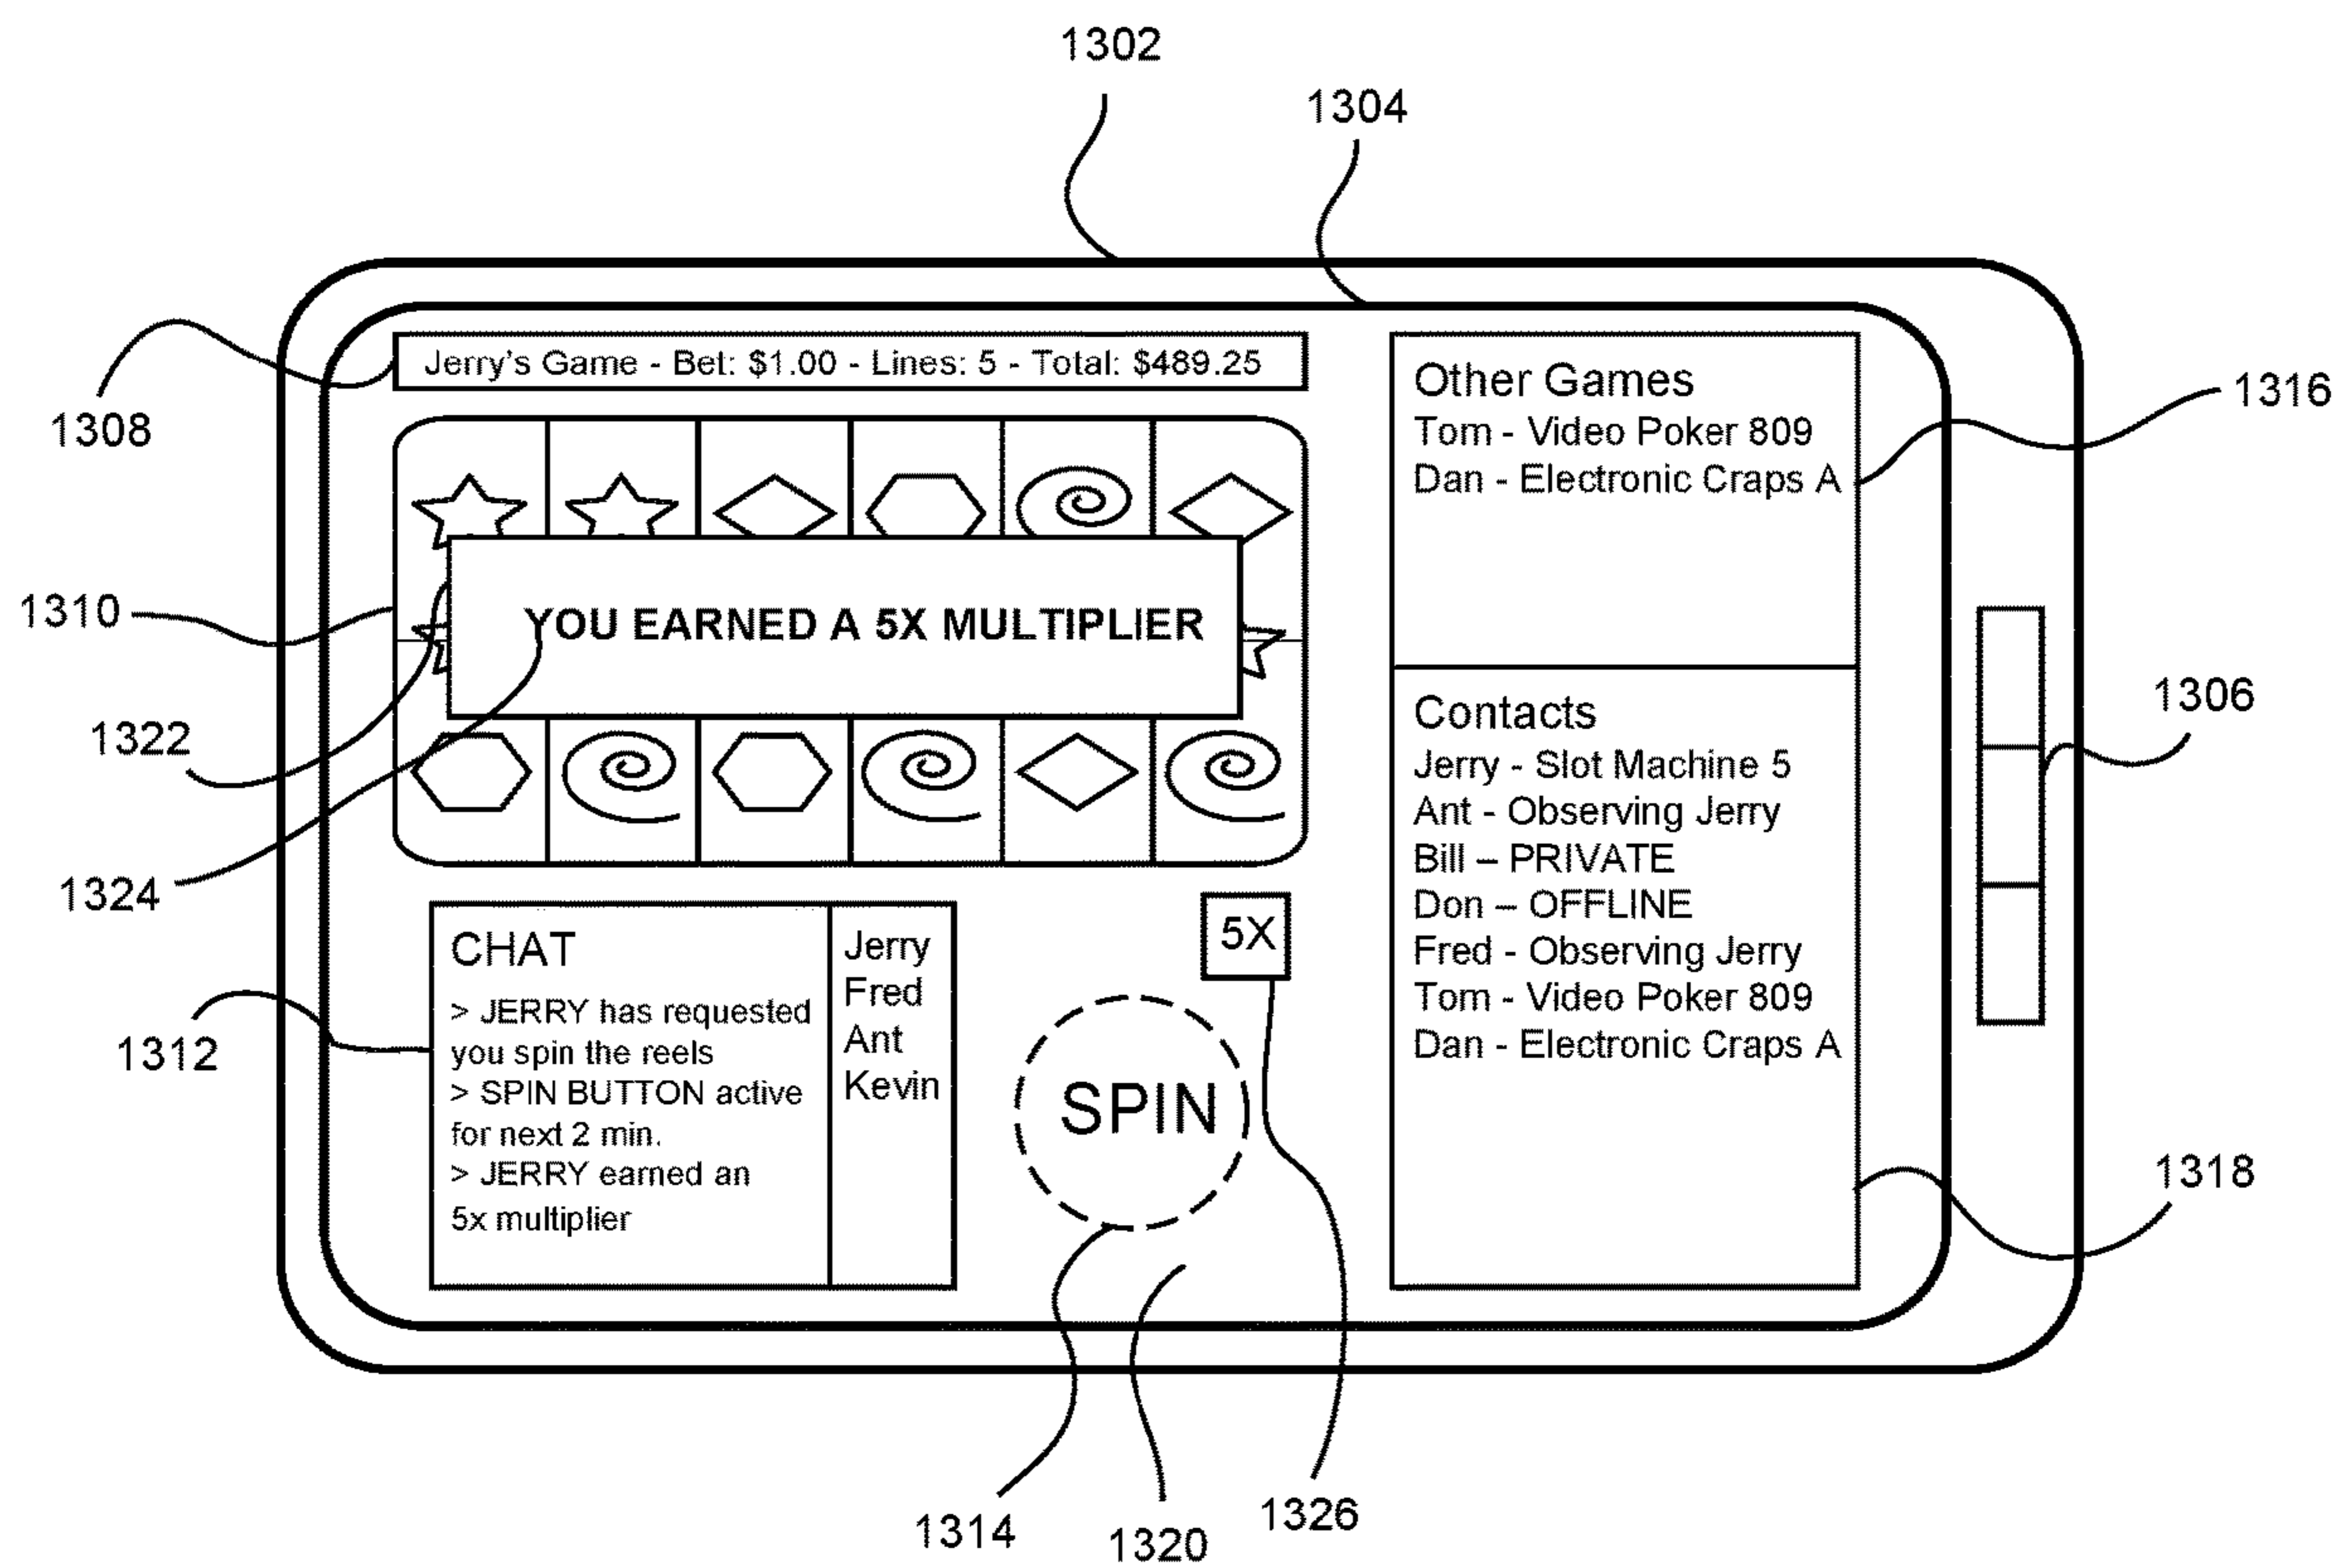 1302
1304
1308
Jerry's Game - Bet: $1.00 - Lines: 5 - Total: $489.25
1310
YOU EARNED A 5X MULTIPLIER
1322
1324
Other Games
Tom - Video Poker 809
Dan - Electronic Craps A
1316
Contacts
Jerry - Slot Machine 5
Ant - Observing Jerry
Bill – PRIVATE
Don – OFFLINE
Fred - Observing Jerry
Tom - Video Poker 809
Dan - Electronic Craps A
1306
1318
1312
CHAT
> JERRY has requested
you spin the reels
> SPIN BUTTON active
for next 2 min.
> JERRY earned an
5x multiplier
Jerry
Fred
Ant
Kevin
5X
SPIN
1314
1320
1326